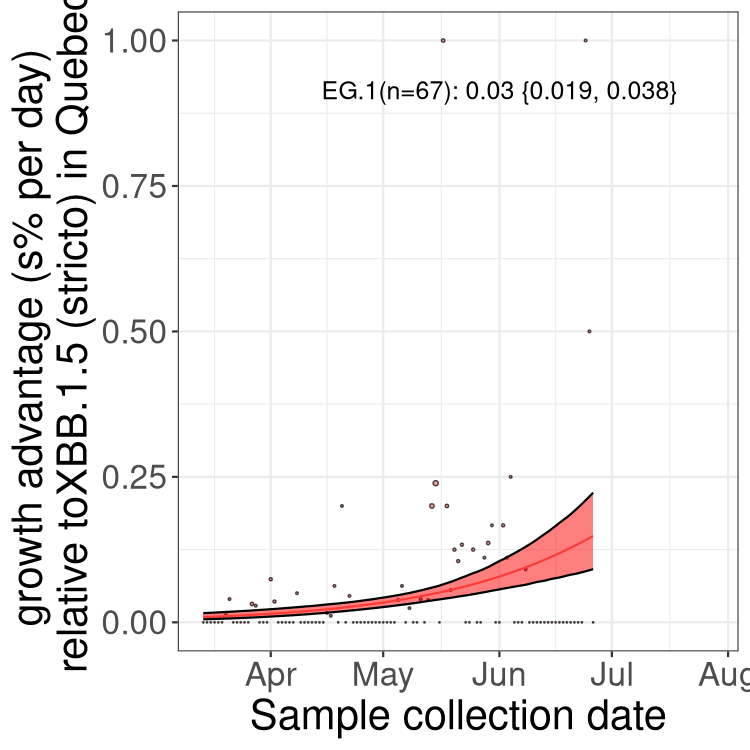 growth advantage (s% per day)
relative toXBB.1.5 (stricto) in Quebec
1.00
0.75
0.50
0.25
0.00
EG.1(n=67): 0.03 {0.019, 0.038}
Apr May Jun Jul Aug
Sample collection date